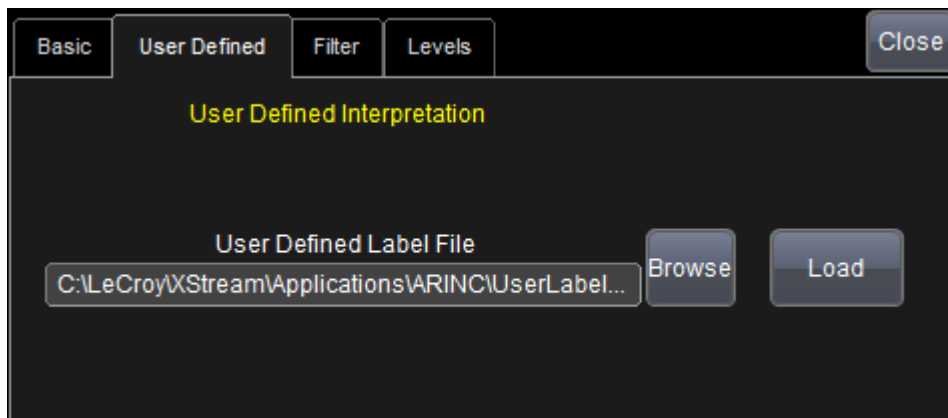 Basic User Defined Filter Levels Close
User Defined Interpretation
User Defined Label File
C:\LeCroy\XStream\Applications\ARINC\UserLabel... Browse Load